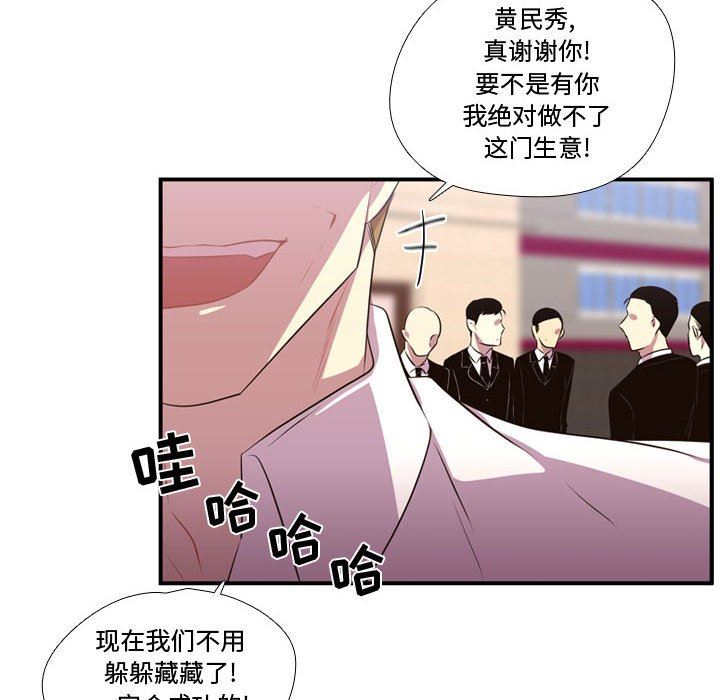 黄民秀,
真谢谢你!
要不是有你
我绝对做不了
这门生意!
哇哈哈哈
现在我们不用
躲躲藏藏了!